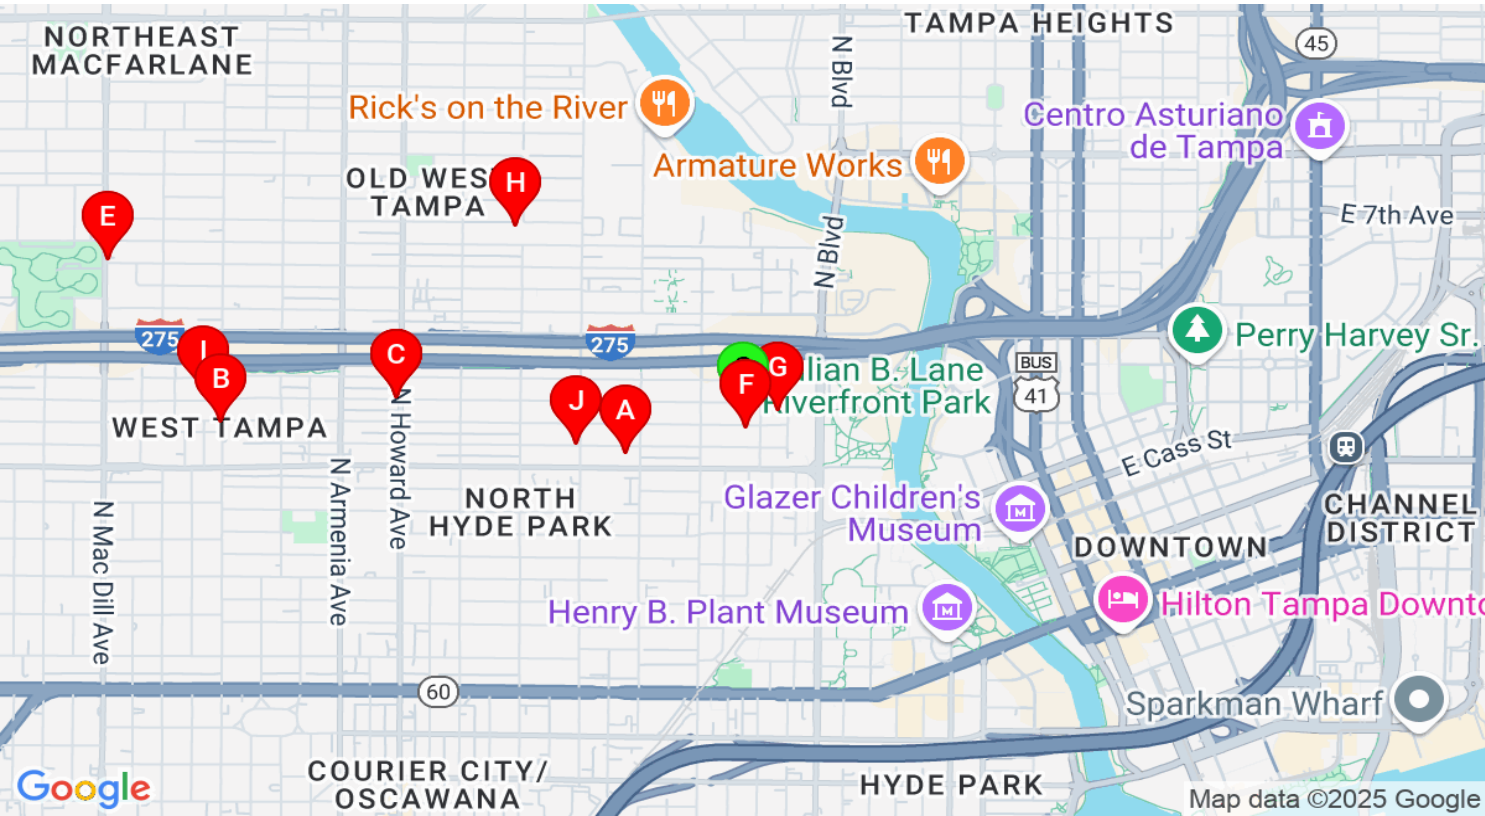 NORTHEAST
MACFARLANE
TAMPA HEIGHTS
45
N Blvd
Rick's on the River
Centro Asturiano
de Tampa
Armature Works
OLD WES
TAMPA
H
E
E 7th Ave
N Blvd
275
275
I
B
C
G
F
J
A
Perry Harvey Sr.
BUS
41
lian B. Lane
Riverfront Park
WEST TAMPA
N Howard Ave
E Cass St
N Armenia Ave
NORTH
HYDE PARK
Glazer Children's
Museum
CHANNEL
DISTRICT
N Mac Dill Ave
DOWNTOWN
Henry B. Plant Museum
Hilton Tampa Downto
60
Sparkman Wharf
COURIER CITY/
OSCAWANA
HYDE PARK
Google
Map data ©2025 Google